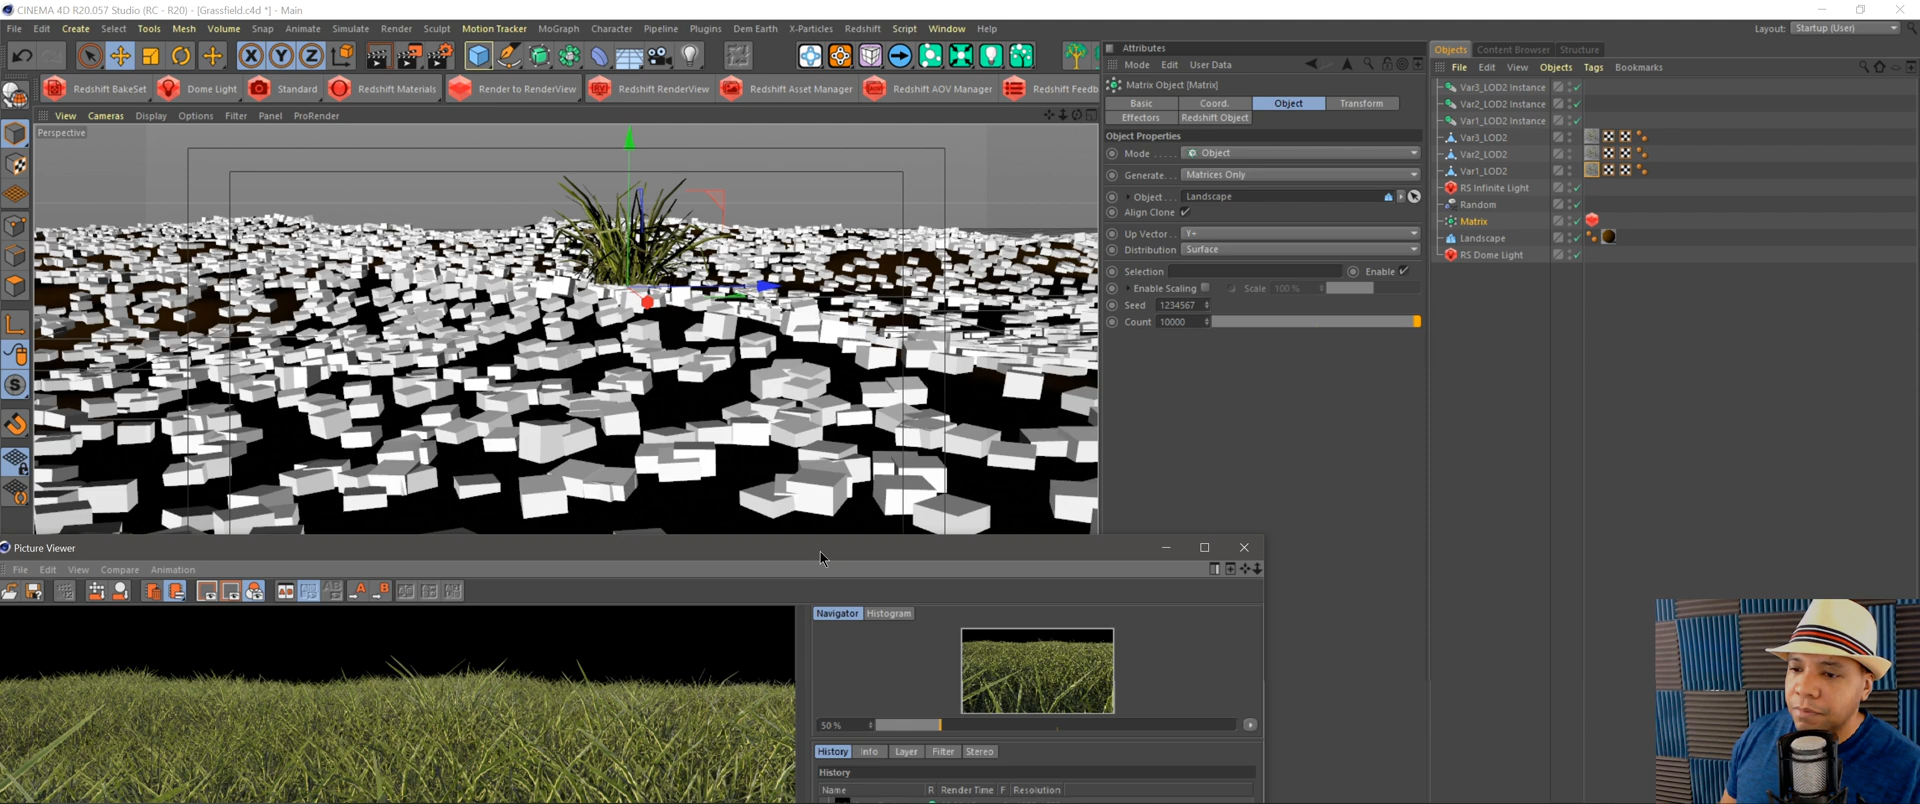 CINEMA 4D R20.057 Studio (RC - R20) - [Grassfield.c4d *] - Main
File Edit Create Select Tools Mesh Volume Snap Animate Simulate Render Sculpt Motion Tracker MoGraph Character Pipeline Plugins Dem Earth X-Particles Redshift Script Window Help
Layout: Startup (User)
Redshift BakeSet Dome Light Standard Redshift Materials Render to RenderView Redshift RenderView Redshift Asset Manager Redshift AOV Manager Redshift Feedb
View Cameras Display Options Filter Panel ProRender
Perspective
Attributes
Mode Edit User Data
Matrix Object [Matrix]
Basic Coord. Object Transform
Effectors Redshift Object
Object Properties
Mode ..... Object
Generate.. Matrices Only
Object... Landscape
Align Clone
Up Vector.. Y+
Distribution Surface
Selection Enable
Enable Scaling Scale 100 %
Seed 1234567
Count 10000
Objects Content Browser Structure
File Edit View Objects Tags Bookmarks
Var3_LOD2 Instance
Var2_LOD2 Instance
Var1_LOD2 Instance
Var3_LOD2
Var2_LOD2
Var1_LOD2
RS Infinite Light
Random
Matrix
Landscape
RS Dome Light
Picture Viewer
File Edit View Compare Animation
Navigator Histogram
50 %
History Info Layer Filter Stereo
History
Name R Render Time F Resolution